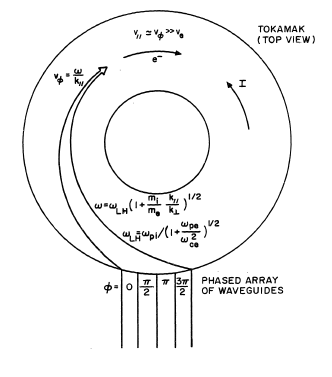 TOKAMAK
(TOP VIEW)
v∥ ≃ vϕ >> ve
e⁻
vϕ = ω/k∥
I
ω = ωLH (1 + mi/me k∥/k⊥)^1/2
ωLH = ωpi / (1 + ωpe/ω²ce)^1/2
ϕ = 0 π/2 π 3π/2
PHASED ARRAY
OF WAVEGUIDES